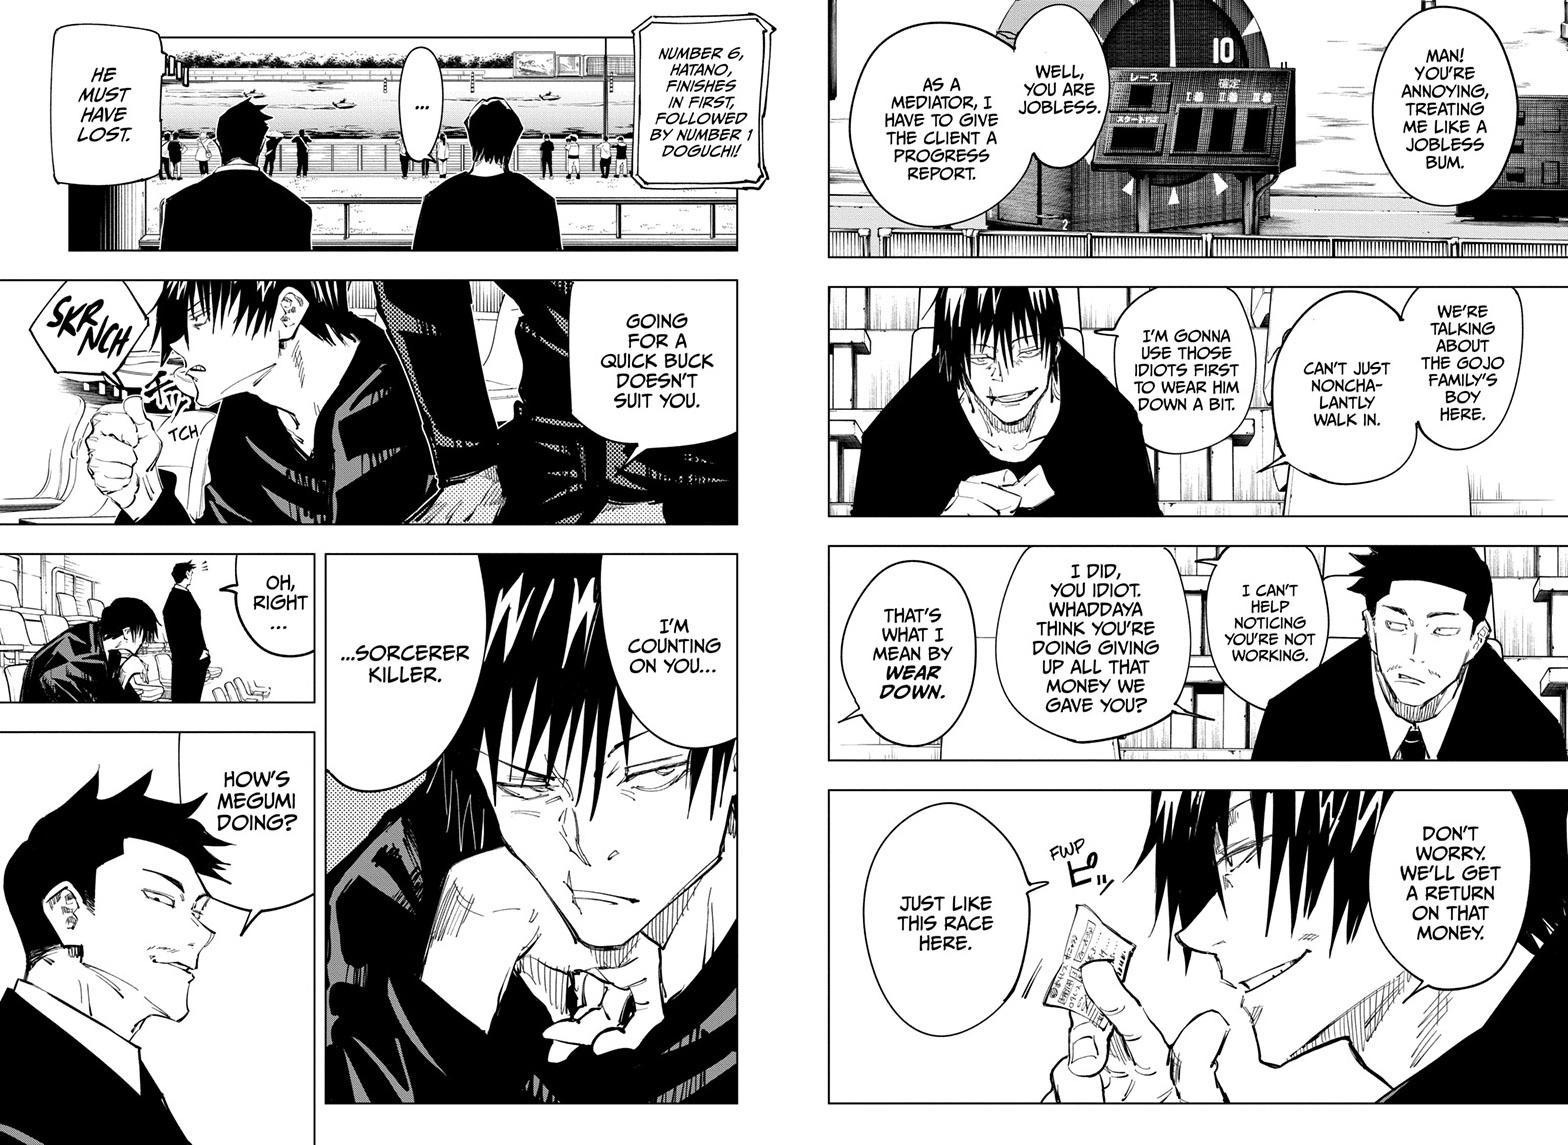 MAN!
YOU'RE
ANNOYING,
TREATING
ME LIKE A
JOBLESS
BUM.
WELL,
YOU ARE
JOBLESS.
AS A
MEDIATOR, I
HAVE TO GIVE
THE CLIENT A
PROGRESS
REPORT.
10
レース
確定
2
WE'RE
TALKING
ABOUT
THE GOJO
FAMILY'S
BOY
HERE.
CAN'T JUST
NONCHA-
LANTLY
WALK IN.
I'M GONNA
USE THOSE
IDIOTS FIRST
TO WEAR HIM
DOWN A BIT.
I CAN'T
HELP
NOTICING
YOU'RE NOT
WORKING.
I DID,
YOU IDIOT.
WHADDAYA
THINK YOU'RE
DOING GIVING
UP ALL THAT
MONEY WE
GAVE YOU?
THAT'S
WHAT I
MEAN BY
WEAR
DOWN.
DON'T
WORRY.
WE'LL GET
A RETURN
ON THAT
MONEY.
FWP
ピ
JUST LIKE
THIS RACE
HERE.
NUMBER 6,
HATANO,
FINISHES
IN FIRST,
FOLLOWED
BY NUMBER 1
DOGUCHI!
...
HE
MUST
HAVE
LOST.
GOING
FOR A
QUICK BUCK
DOESN'T
SUIT YOU.
TCH
SKR
NCH
I'M
COUNTING
ON YOU...
...SORCERER
KILLER.
OH,
RIGHT
...
HOW'S
MEGUMI
DOING?